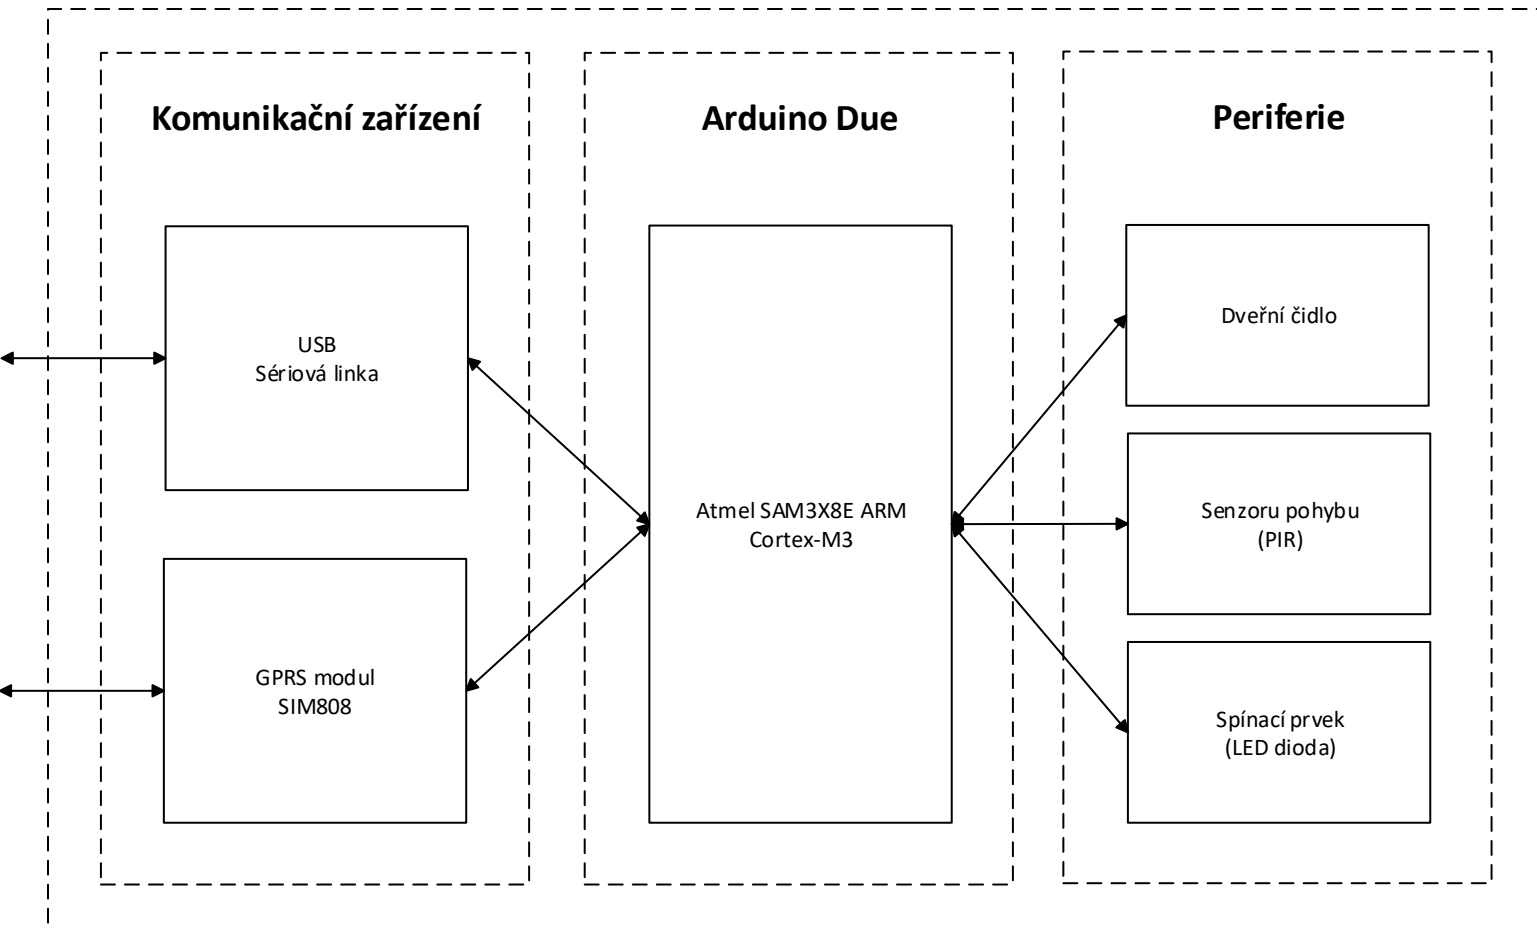 Komunikační zařízení
USB
Sériová linka
GPRS modul
SIM808
Arduino Due
Atmel SAM3X8E ARM
Cortex-M3
Periferie
Dveřní čidlo
Senzoru pohybu
(PIR)
Spínací prvek
(LED dioda)